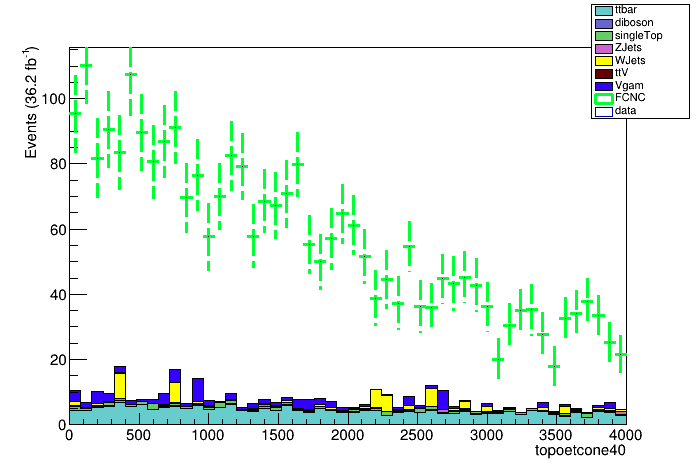 ttbar
diboson
singleTop
ZJets
WJets
ttV
Vgam
FCNC
data
Events (36.2 fb⁻¹)
100
80
60
40
20
0
0 500 1000 1500 2000 2500 3000 3500 4000
topoetcone40